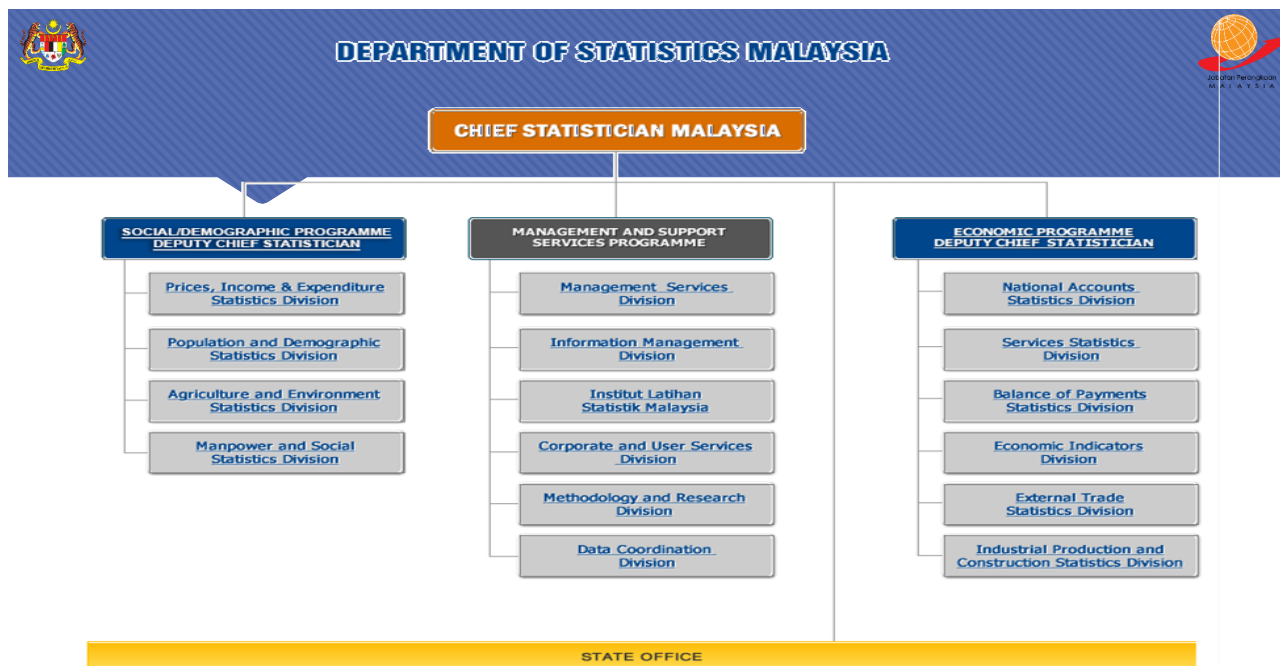 DEPARTMENT OF STATISTICS MALAYSIA
Jabatan Perangkaan
MALAYSIA
CHIEF STATISTICIAN MALAYSIA
SOCIAL/DEMOGRAPHIC PROGRAMME
DEPUTY CHIEF STATISTICIAN
Prices, Income & Expenditure
Statistics Division
Population and Demographic
Statistics Division
Agriculture and Environment
Statistics Division
Manpower and Social
Statistics Division
MANAGEMENT AND SUPPORT
SERVICES PROGRAMME
Management Services
Division
Information Management
Division
Institut Latihan
Statistik Malaysia
Corporate and User Services
Division
Methodology and Research
Division
Data Coordination
Division
ECONOMIC PROGRAMME
DEPUTY CHIEF STATISTICIAN
National Accounts
Statistics Division
Services Statistics
Division
Balance of Payments
Statistics Division
Economic Indicators
Division
External Trade
Statistics Division
Industrial Production and
Construction Statistics Division
STATE OFFICE